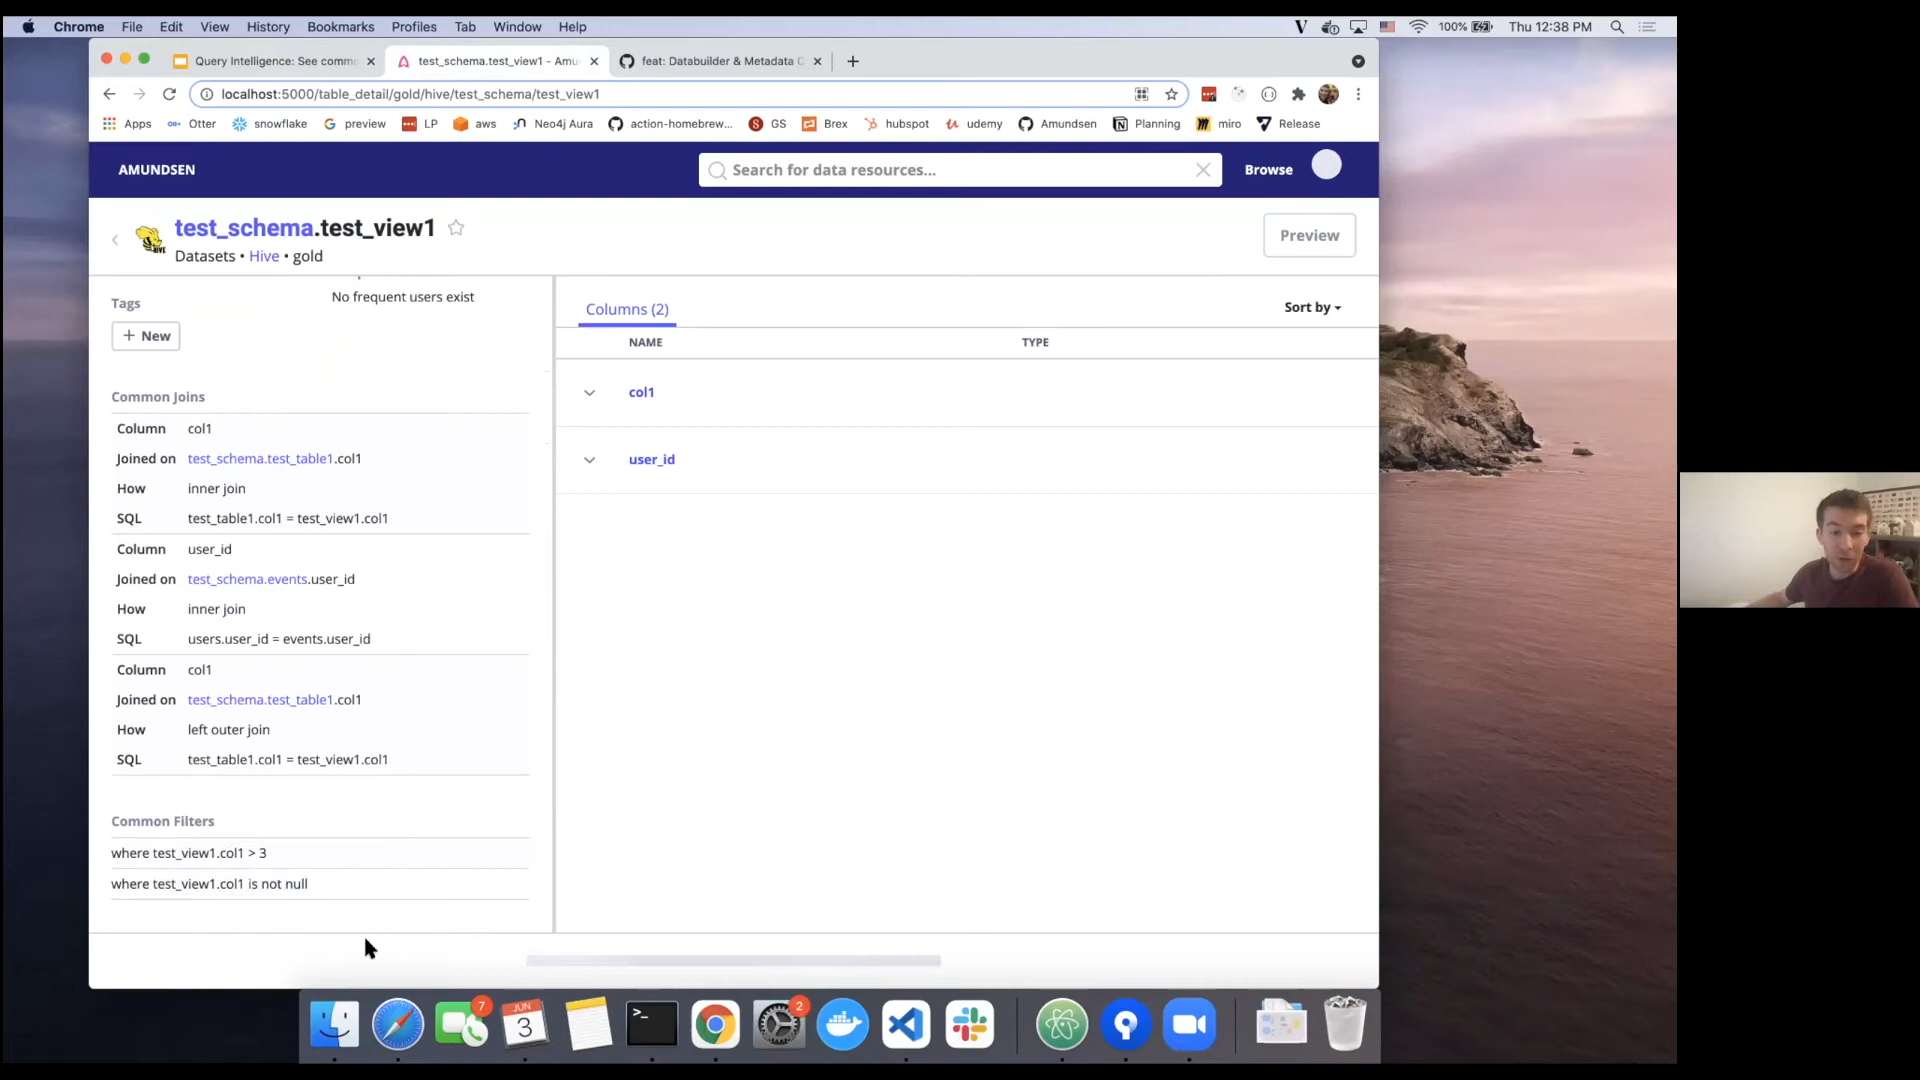 Chrome File Edit View History Bookmarks Profiles Tab Window Help
100% Thu 12:38 PM
Query Intelligence: See commo
test_schema.test_view1 - Amu
feat: Databuilder & Metadata C
localhost:5000/table_detail/gold/hive/test_schema/test_view1
Apps Otter snowflake preview LP aws Neo4j Aura action-homebrew... GS Brex hubspot udemy Amundsen Planning miro Release
AMUNDSEN
Search for data resources...
Browse
test_schema.test_view1
Datasets • Hive • gold
Preview
Tags
No frequent users exist
+ New
Common Joins
Column col1
Joined on test_schema.test_table1.col1
How inner join
SQL test_table1.col1 = test_view1.col1
Column user_id
Joined on test_schema.events.user_id
How inner join
SQL users.user_id = events.user_id
Column col1
Joined on test_schema.test_table1.col1
How left outer join
SQL test_table1.col1 = test_view1.col1
Common Filters
where test_view1.col1 > 3
where test_view1.col1 is not null
Columns (2)
Sort by
NAME TYPE
col1
user_id
7
JUN
3
>_
2